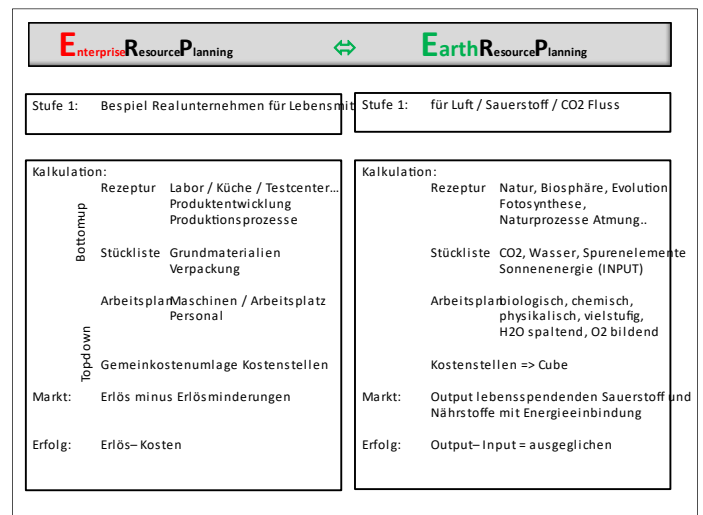 EnterpriseResourcePlanning ⇔ EarthResourcePlanning
Stufe 1: Bespiel Realunternehmen für Lebensmit
Kalkulation:
Rezeptur Labor / Küche / Testcenter...
Produktentwicklung
Produktionsprozesse
Bottomup
Stückliste Grundmaterialien
Verpackung
Arbeitsplan Maschinen / Arbeitsplatz
Personal
Topdown
Gemeinkostenumlage Kostenstellen
Markt: Erlös minus Erlösminderungen
Erfolg: Erlös– Kosten
Stufe 1: für Luft / Sauerstoff / CO2 Fluss
Kalkulation:
Rezeptur Natur, Biosphäre, Evolution
Fotosynthese,
Naturprozesse Atmung..
Stückliste CO2, Wasser, Spurenelemente
Sonnenenergie (INPUT)
Arbeitsplan biologisch, chemisch,
physikalisch, vielstufig,
H2O spaltend, O2 bildend
Kostenstellen => Cube
Markt: Output lebensspendenden Sauerstoff und
Nährstoffe mit Energieeinbindung
Erfolg: Output– Input = ausgeglichen